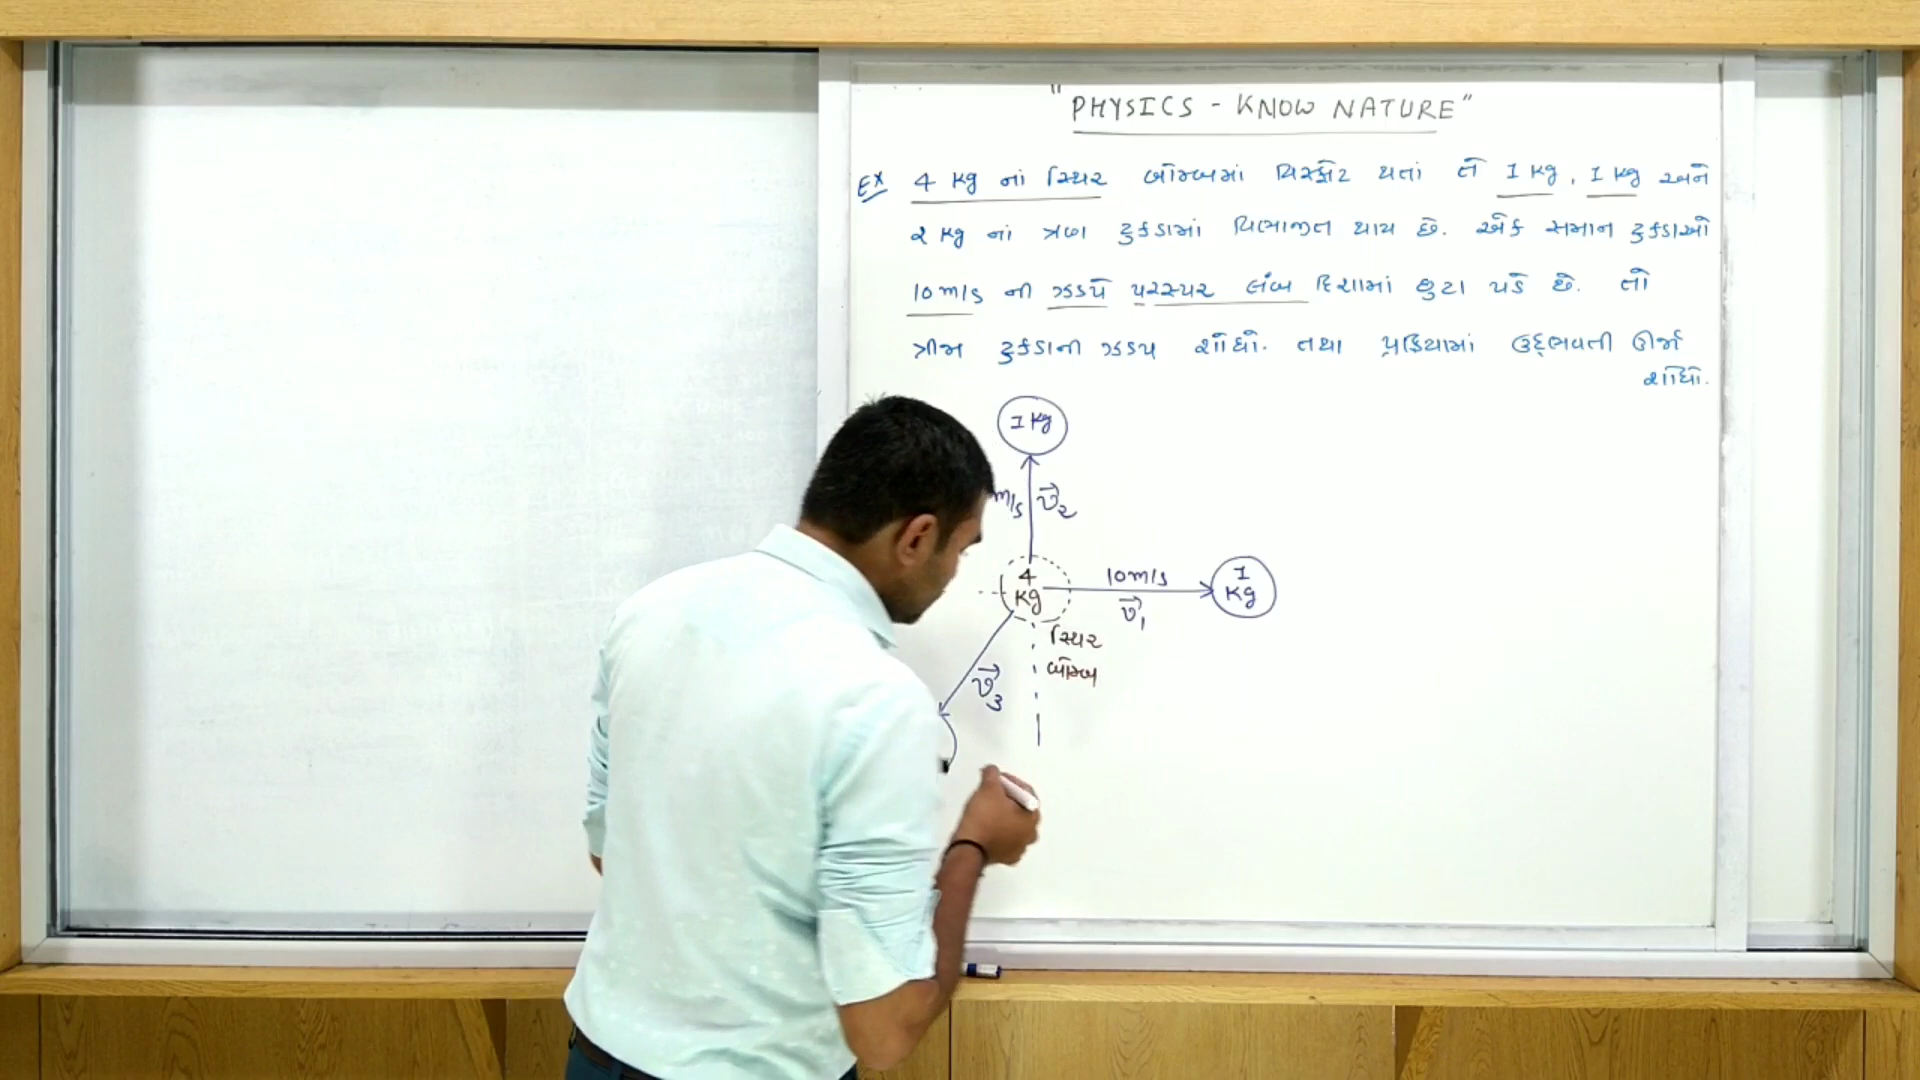 "PHYSICS - KNOW NATURE"
Ex 4 kg નાં સ્થિર બોમ્બમાં વિસ્ફોટ થતાં તે 1 kg, 1 kg અને
2 kg નાં ત્રણ ટુકડામાં વિભાજીત થાય છે. એક સમાન ટુકડાઓ
10 m/s ની ઝડપે પરસ્પર લંબ દિશામાં છુટા પડે છે. તો
ત્રીજા ટુકડાની ઝડપ શોધો. તથા પ્રક્રિયામાં ઉદ્ભવતી ઊર્જા
શોધો.
1 kg
m/s v⃗2
4
kg
10 m/s
v⃗1
1
kg
સ્થિર
બોમ્બ
v⃗3